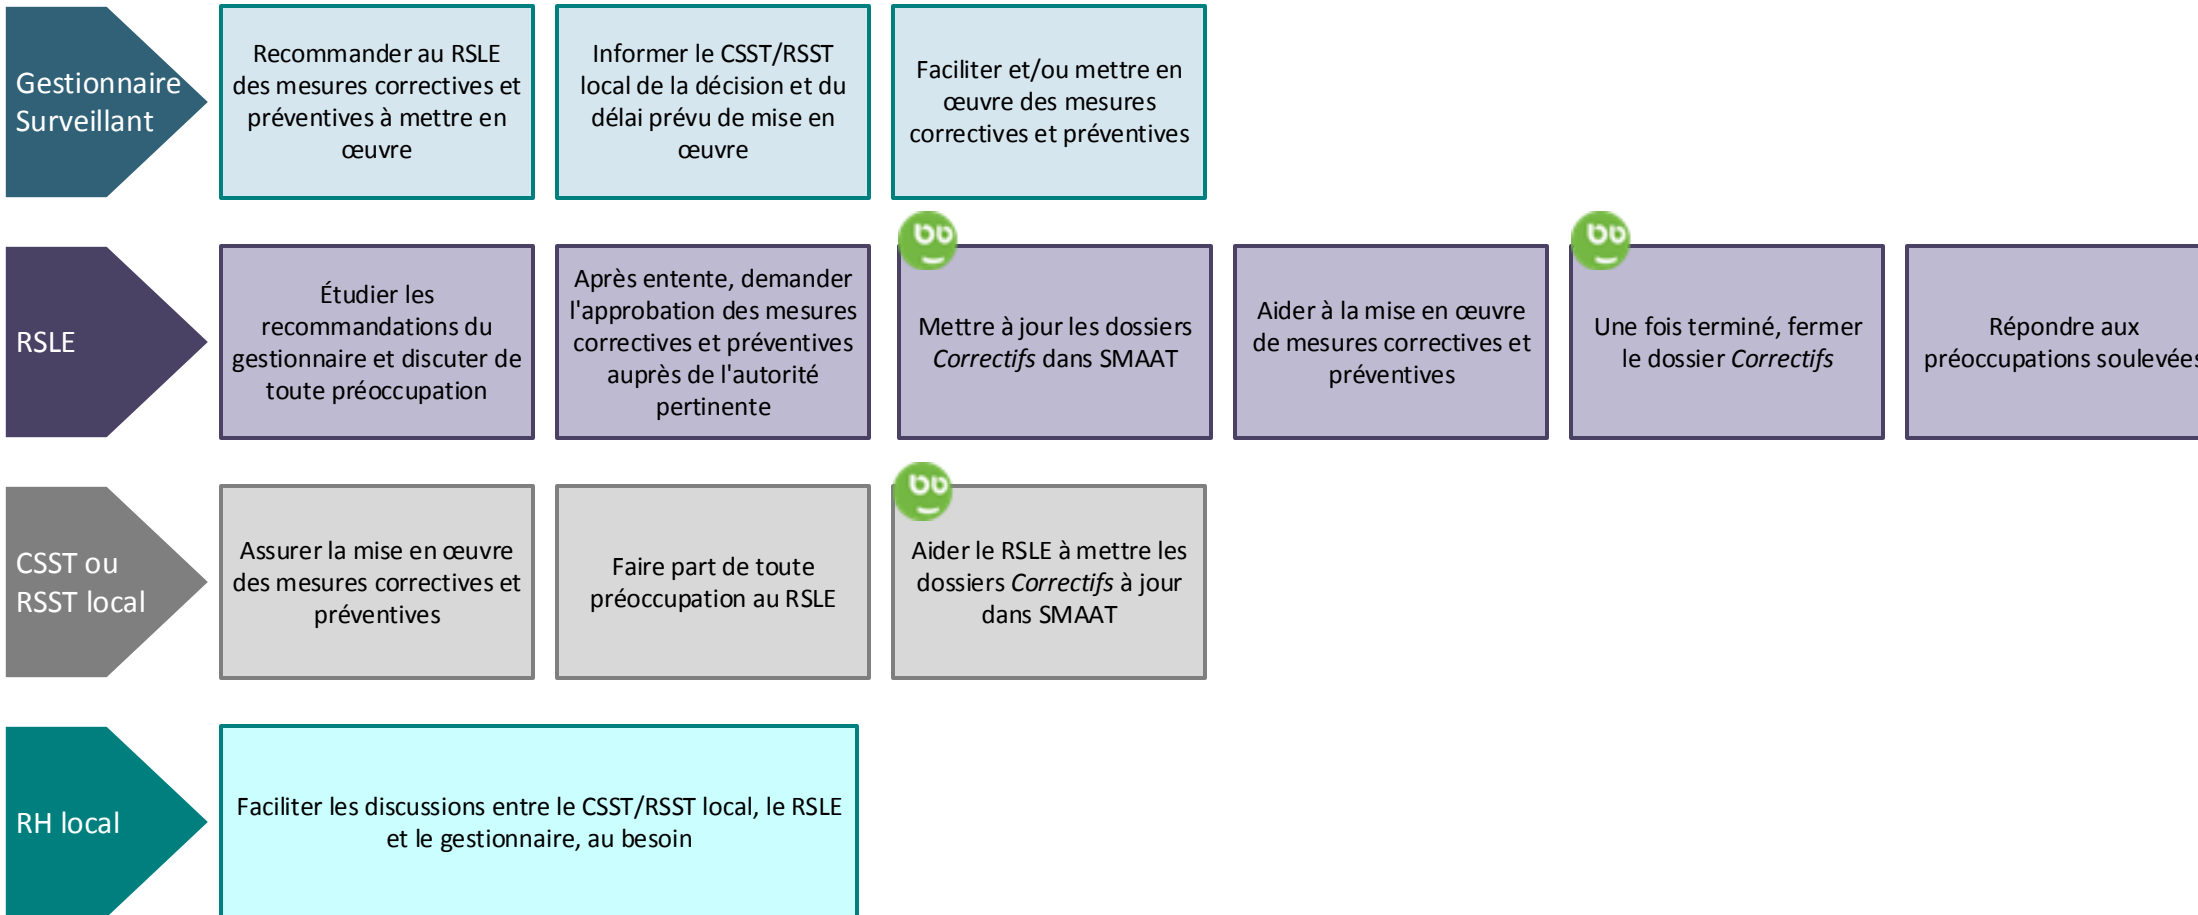 Gestionnaire
Surveillant
Recommander au RSLE
des mesures correctives et
préventives à mettre en
œuvre
Informer le CSST/RSST
local de la décision et du
délai prévu de mise en
œuvre
Faciliter et/ou mettre en
œuvre des mesures
correctives et préventives
RSLE
Étudier les
recommandations du
gestionnaire et discuter de
toute préoccupation
Après entente, demander
l'approbation des mesures
correctives et préventives
auprès de l'autorité
pertinente
Mettre à jour les dossiers
Correctifs dans SMAAT
Aider à la mise en œuvre
de mesures correctives et
préventives
Une fois terminé, fermer
le dossier Correctifs
Répondre aux
préoccupations soulevées
CSST ou
RSST local
Assurer la mise en œuvre
des mesures correctives et
préventives
Faire part de toute
préoccupation au RSLE
Aider le RSLE à mettre les
dossiers Correctifs à jour
dans SMAAT
RH local
Faciliter les discussions entre le CSST/RSST local, le RSLE
et le gestionnaire, au besoin